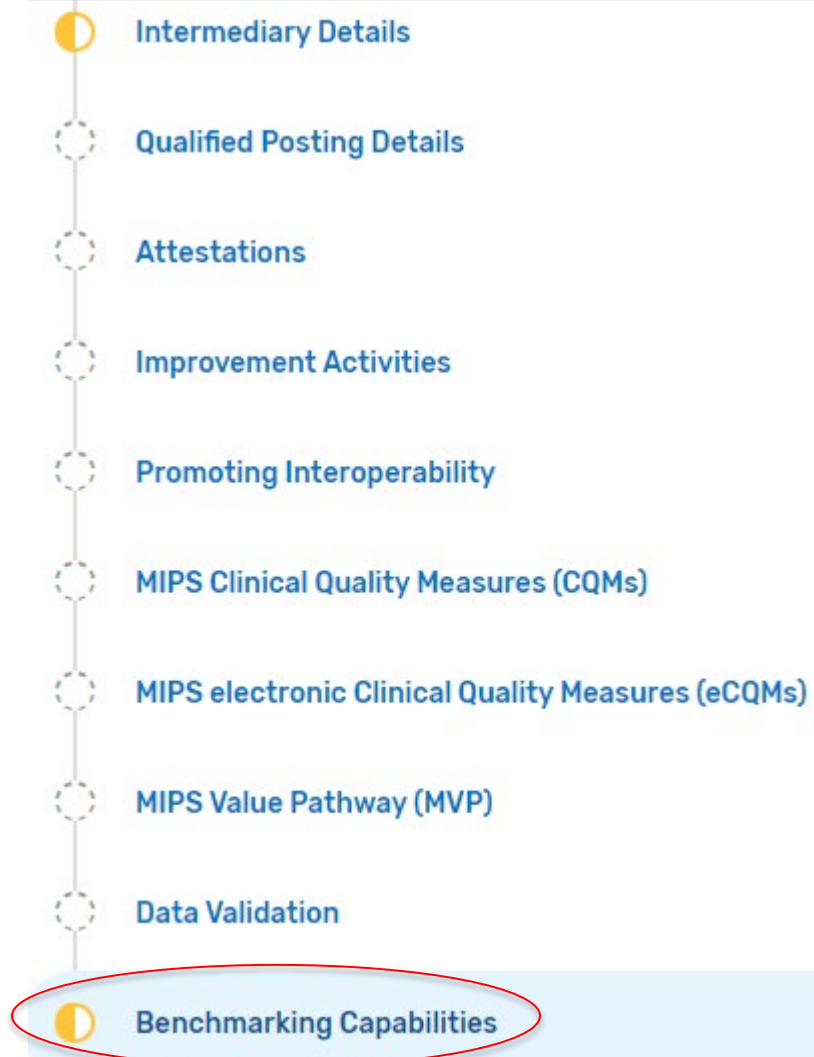 Intermediary Details
Qualified Posting Details
Attestations
Improvement Activities
Promoting Interoperability
MIPS Clinical Quality Measures (CQMs)
MIPS electronic Clinical Quality Measures (eCQMs)
MIPS Value Pathway (MVP)
Data Validation
Benchmarking Capabilities